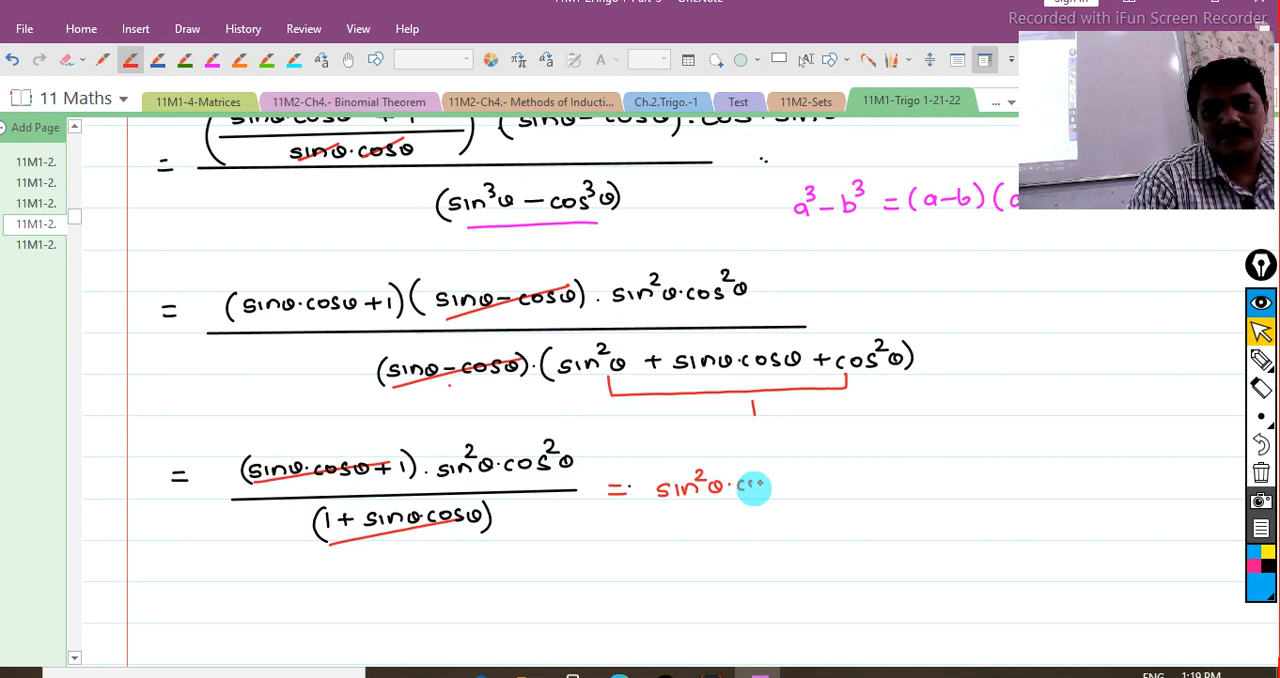 Recorded with iFun Screen Recorder
File Home Insert Draw History Review View Help
11 Maths 11M1-4-Matrices 11M2-Ch4.- Binomial Theorem 11M2-Ch4.- Methods of Inducti... Ch.2.Trigo.-1 Test 11M2-Sets 11M1-Trigo 1-21-22 ...
Add Page
11M1-2.
11M1-2.
11M1-2.
11M1-2.
11M1-2.
= sinθ·cosθ
(sin³θ − cos³θ)
a³ − b³ = (a−b)(
= (sinθ·cosθ+1)(sinθ−cosθ)·sin²θ·cos²θ
(sinθ−cosθ)·(sin²θ + sinθ·cosθ + cos²θ)
1
= (sinθ·cosθ+1)·sin²θ·cos²θ
(1 + sinθ·cosθ)
= sin²θ·
ENG 1:19 PM